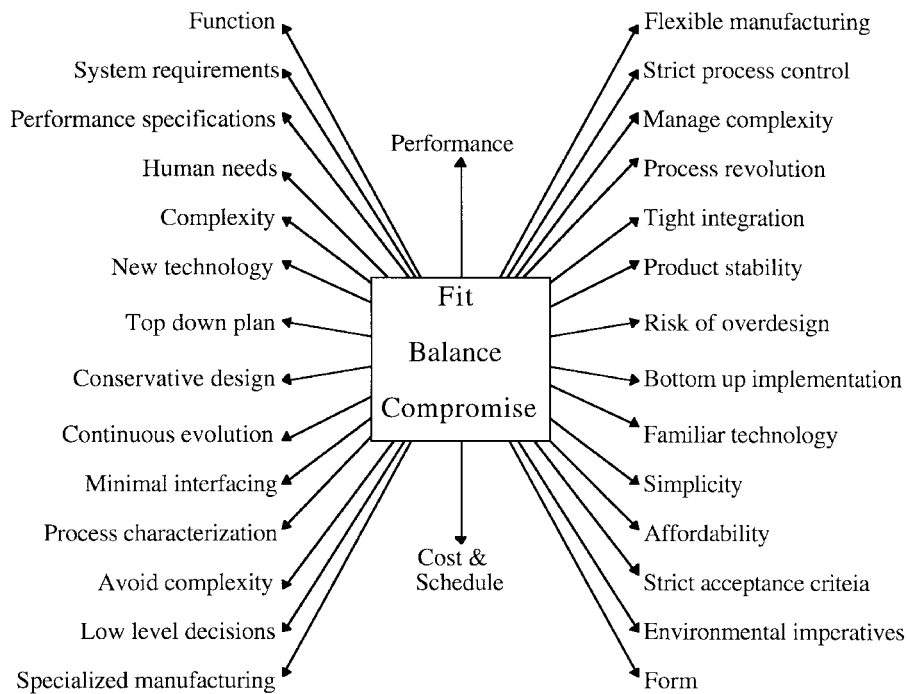 Function
System requirements
Performance specifications
Human needs
Complexity
New technology
Top down plan
Conservative design
Continuous evolution
Minimal interfacing
Process characterization
Avoid complexity
Low level decisions
Specialized manufacturing
Performance
Fit
Balance
Compromise
Cost &
Schedule
Flexible manufacturing
Strict process control
Manage complexity
Process revolution
Tight integration
Product stability
Risk of overdesign
Bottom up implementation
Familiar technology
Simplicity
Affordability
Strict acceptance criteia
Environmental imperatives
Form